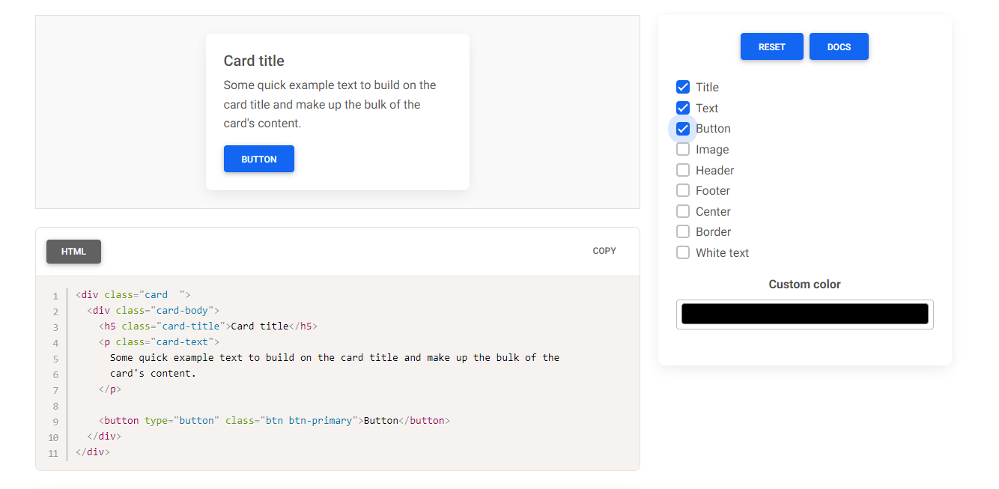 Card title
Some quick example text to build on the
card title and make up the bulk of the
card's content.
BUTTON
RESET DOCS
Title
Text
Button
Image
Header
Footer
Center
Border
White text
Custom color
HTML COPY
1 <div class="card  ">
2   <div class="card-body">
3     <h5 class="card-title">Card title</h5>
4     <p class="card-text">
5       Some quick example text to build on the card title and make up the bulk of the
6       card's content.
7     </p>
8
9     <button type="button" class="btn btn-primary">Button</button>
10   </div>
11 </div>